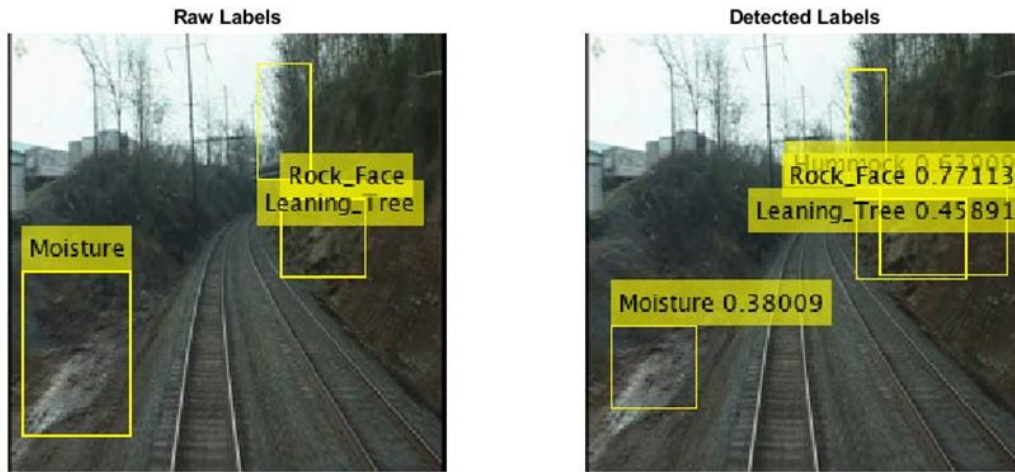 Raw Labels
Rock_Face
Leaning_Tree
Moisture
Detected Labels
Hummock 0.63909
Rock_Face 0.77113
Leaning_Tree 0.45891
Moisture 0.38009